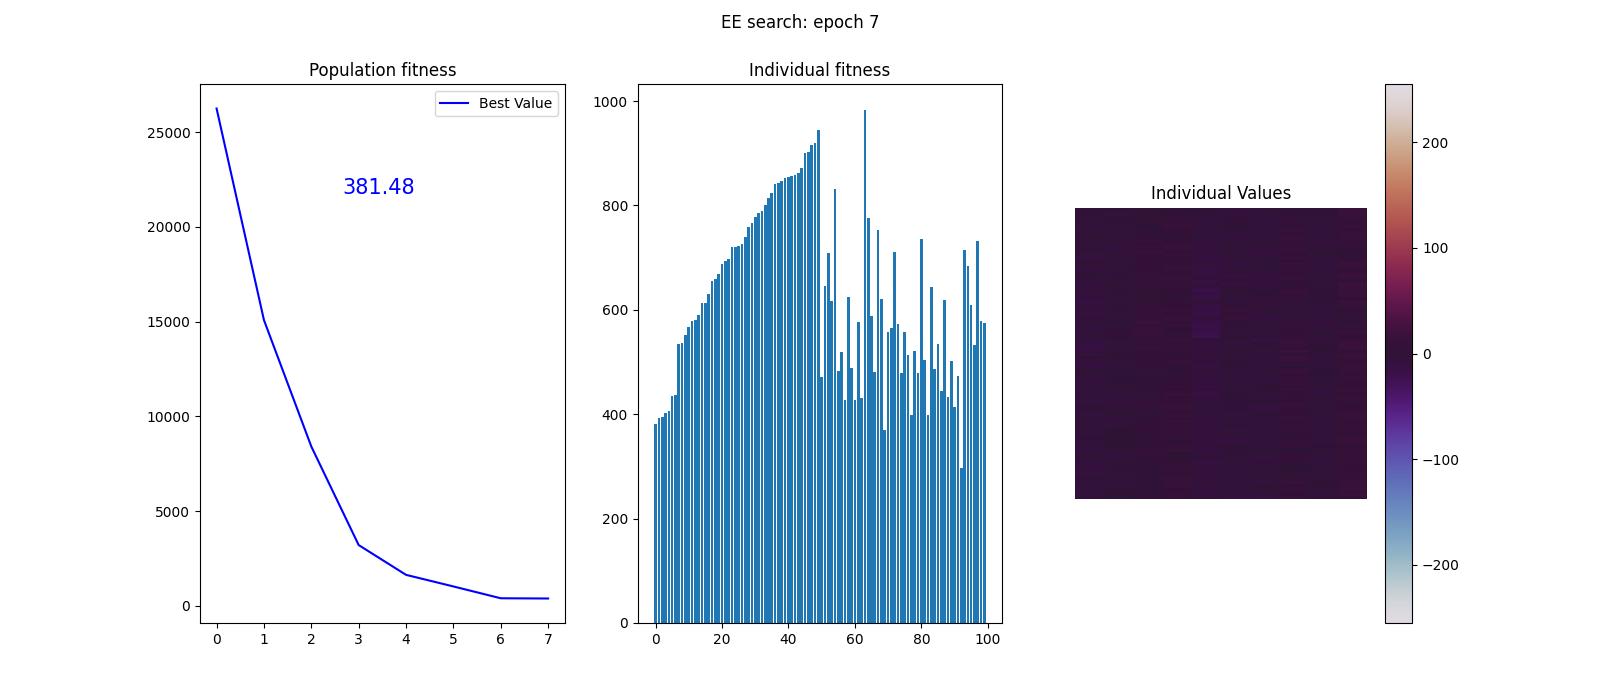 EE search: epoch 7
Population fitness
Best Value
381.48
25000
20000
15000
10000
5000
0
0 1 2 3 4 5 6 7
Individual fitness
1000
800
600
400
200
0
0 20 40 60 80 100
Individual Values
200
100
0
−100
−200